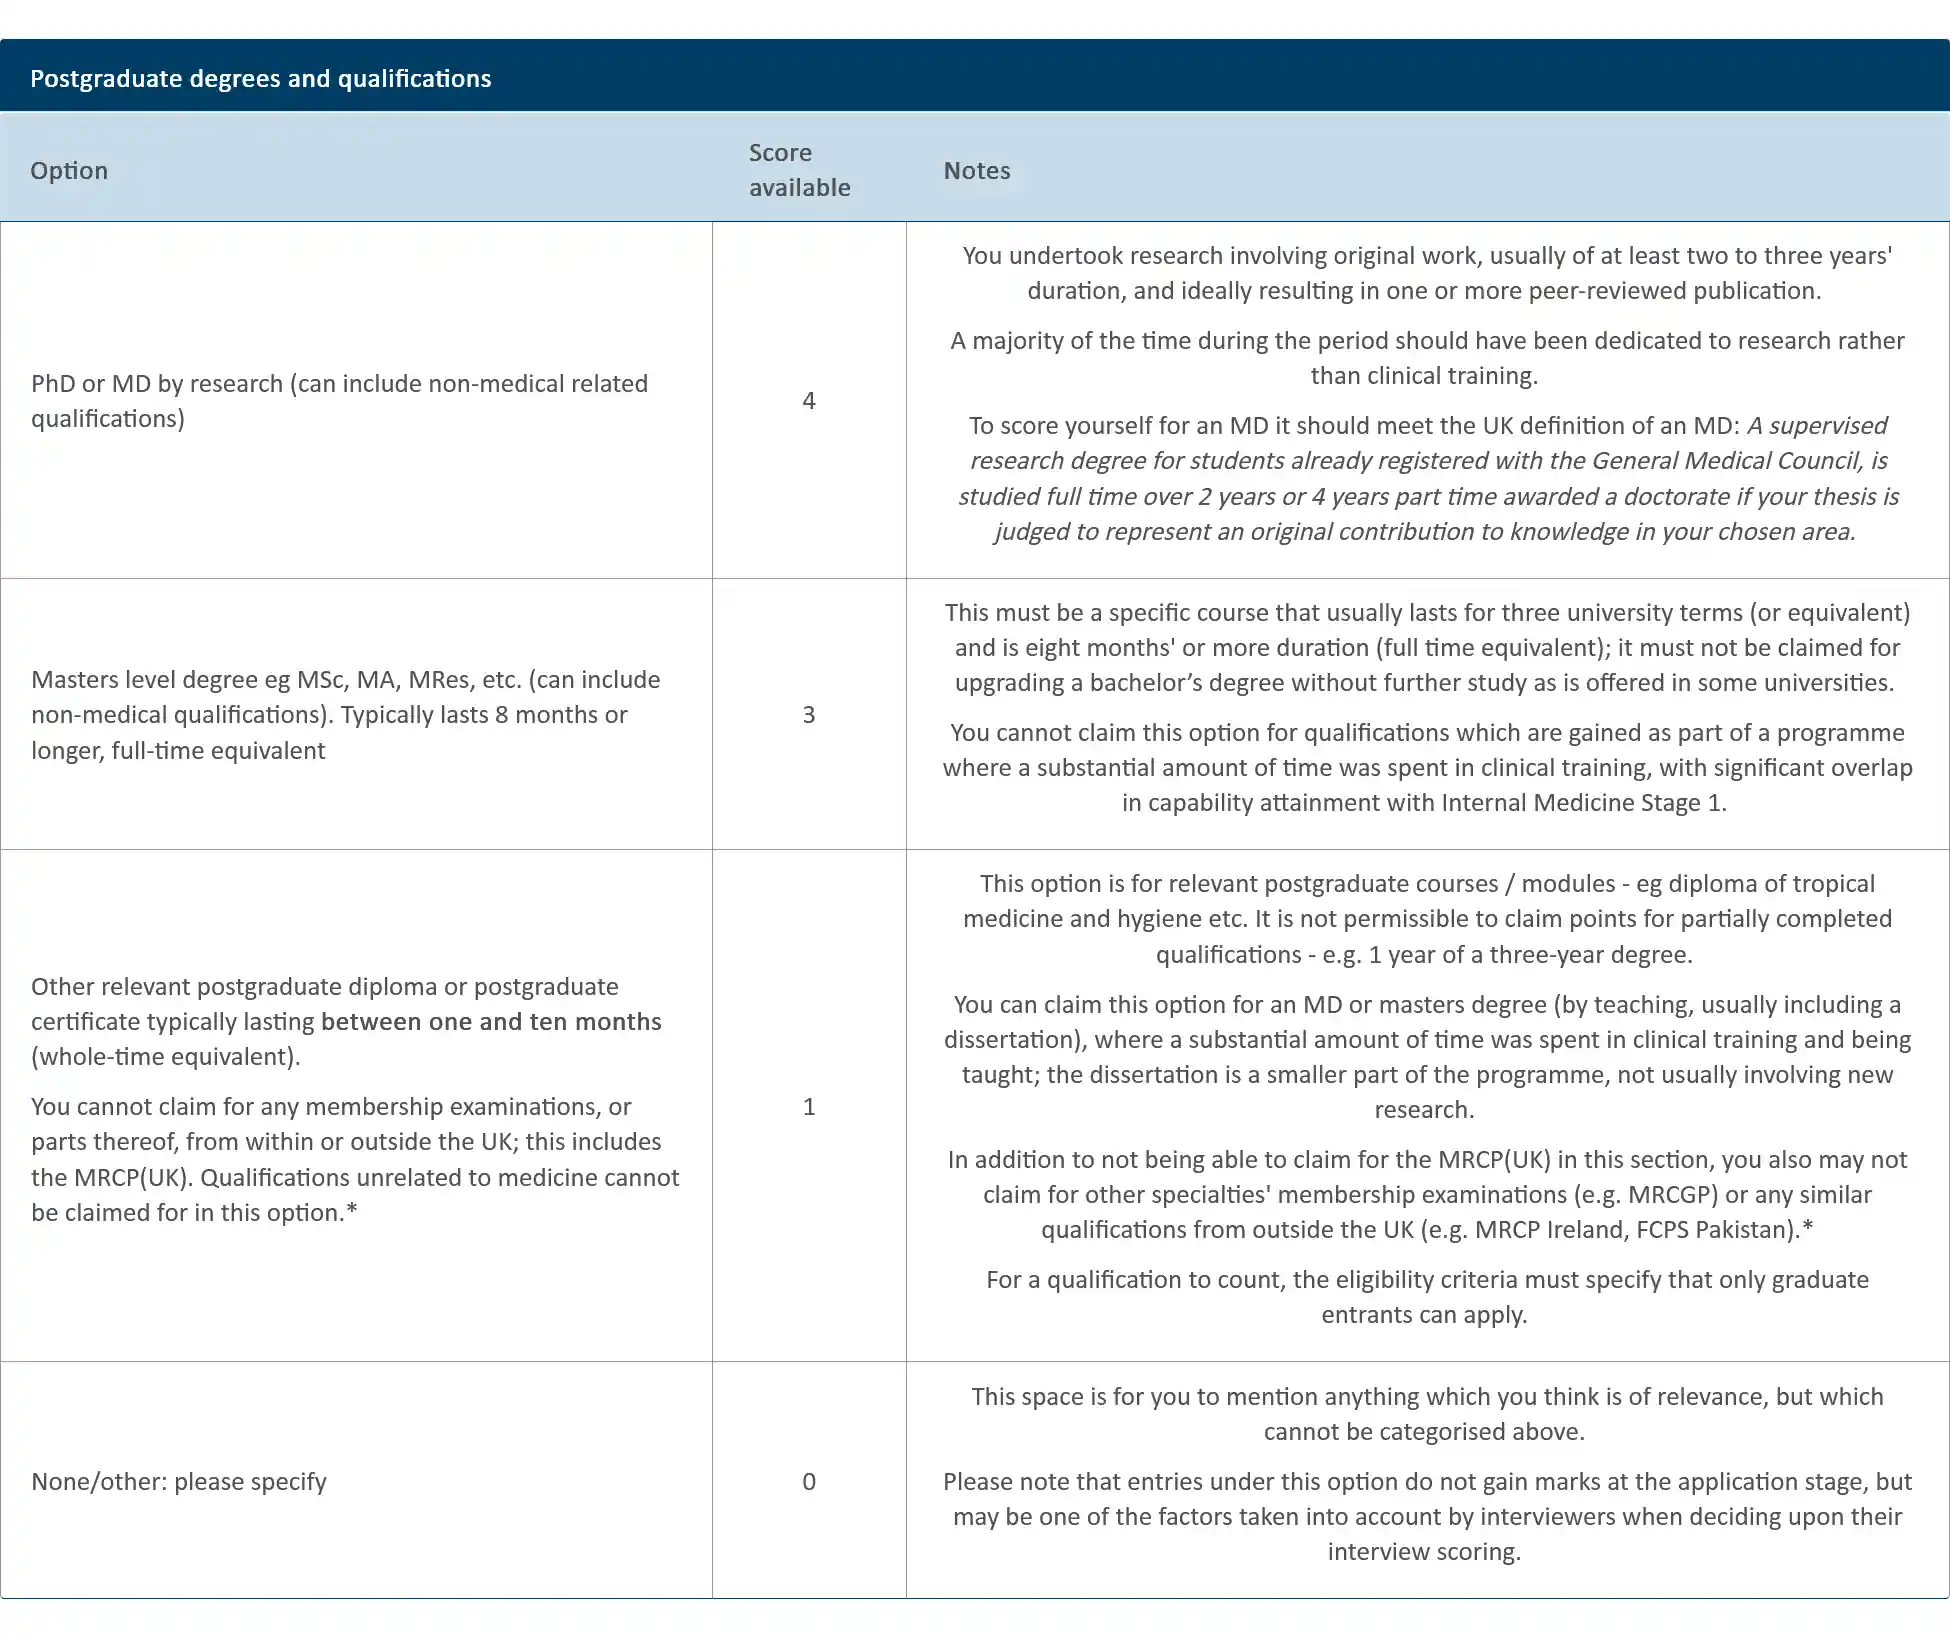 Postgraduate degrees and qualifications
Option
Score
available
Notes
PhD or MD by research (can include non-medical related
qualifications)
4
You undertook research involving original work, usually of at least two to three years'
duration, and ideally resulting in one or more peer-reviewed publication.
A majority of the time during the period should have been dedicated to research rather
than clinical training.
To score yourself for an MD it should meet the UK definition of an MD: A supervised
research degree for students already registered with the General Medical Council, is
studied full time over 2 years or 4 years part time awarded a doctorate if your thesis is
judged to represent an original contribution to knowledge in your chosen area.
Masters level degree eg MSc, MA, MRes, etc. (can include
non-medical qualifications). Typically lasts 8 months or
longer, full-time equivalent
3
This must be a specific course that usually lasts for three university terms (or equivalent)
and is eight months' or more duration (full time equivalent); it must not be claimed for
upgrading a bachelor’s degree without further study as is offered in some universities.
You cannot claim this option for qualifications which are gained as part of a programme
where a substantial amount of time was spent in clinical training, with significant overlap
in capability attainment with Internal Medicine Stage 1.
Other relevant postgraduate diploma or postgraduate
certificate typically lasting between one and ten months
(whole-time equivalent).
You cannot claim for any membership examinations, or
parts thereof, from within or outside the UK; this includes
the MRCP(UK). Qualifications unrelated to medicine cannot
be claimed for in this option.*
1
This option is for relevant postgraduate courses / modules - eg diploma of tropical
medicine and hygiene etc. It is not permissible to claim points for partially completed
qualifications - e.g. 1 year of a three-year degree.
You can claim this option for an MD or masters degree (by teaching, usually including a
dissertation), where a substantial amount of time was spent in clinical training and being
taught; the dissertation is a smaller part of the programme, not usually involving new
research.
In addition to not being able to claim for the MRCP(UK) in this section, you also may not
claim for other specialties' membership examinations (e.g. MRCGP) or any similar
qualifications from outside the UK (e.g. MRCP Ireland, FCPS Pakistan).*
For a qualification to count, the eligibility criteria must specify that only graduate
entrants can apply.
None/other: please specify
0
This space is for you to mention anything which you think is of relevance, but which
cannot be categorised above.
Please note that entries under this option do not gain marks at the application stage, but
may be one of the factors taken into account by interviewers when deciding upon their
interview scoring.